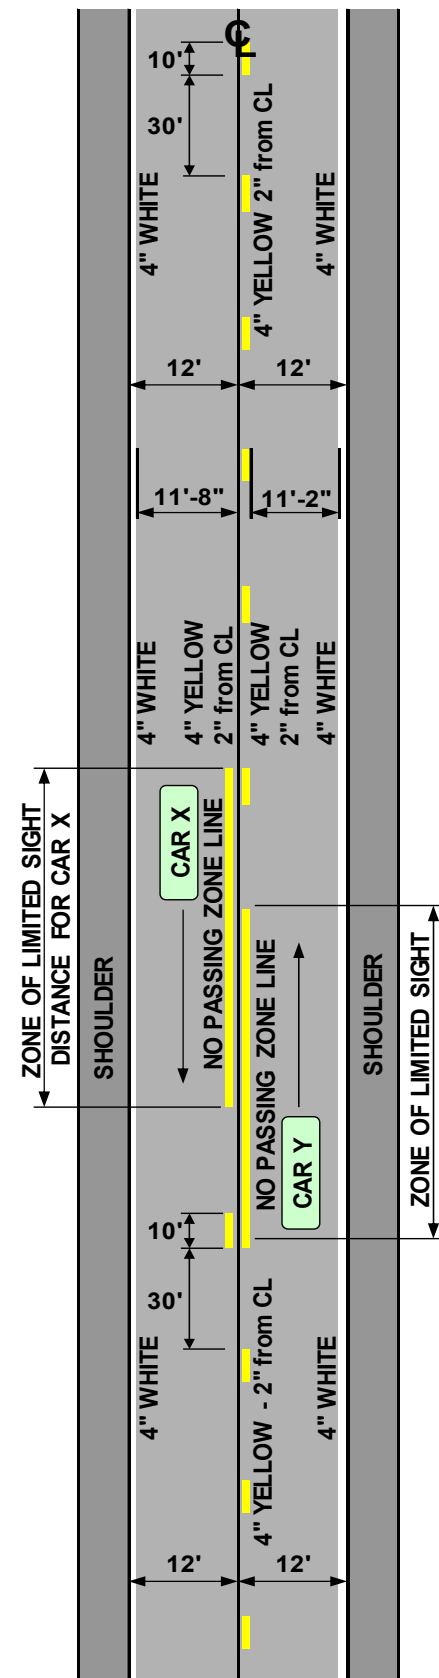 ℄
10'
30'
4" WHITE
4" YELLOW 2" from CL
4" WHITE
12'
12'
11'-8"
11'-2"
4" WHITE
4" YELLOW
2" from CL
4" YELLOW
2" from CL
4" WHITE
ZONE OF LIMITED SIGHT
DISTANCE FOR CAR X
SHOULDER
CAR X
NO PASSING ZONE LINE
NO PASSING ZONE LINE
CAR Y
SHOULDER
ZONE OF LIMITED SIGHT
10'
30'
4" WHITE
4" YELLOW - 2" from CL
4" WHITE
12'
12'